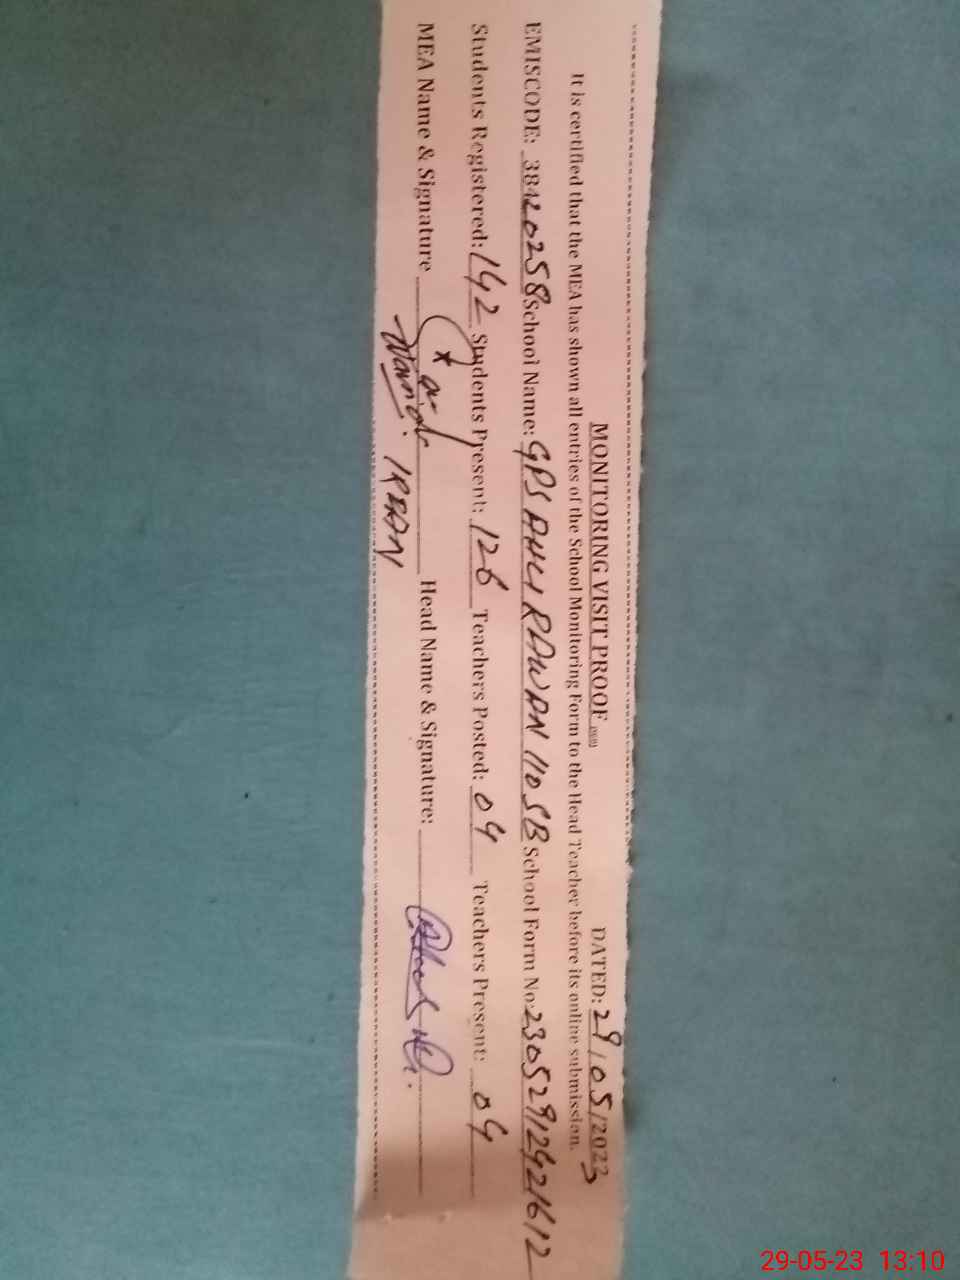 MONITORING VISIT PROOF
DATED: 29/05/2023
It is certified that the MEA has shown all entries of the School Monitoring Form to the Head Teacher before its online submission.
EMISCODE: 38420258 School Name: GPS AHLI RAWAN 110 SB School Form No: 23052912421612
Students Registered: 142 Students Present: 126 Teachers Posted: 04 Teachers Present: 04
MEA Name & Signature Head Name & Signature:
IRFAN
29-05-23 13:10